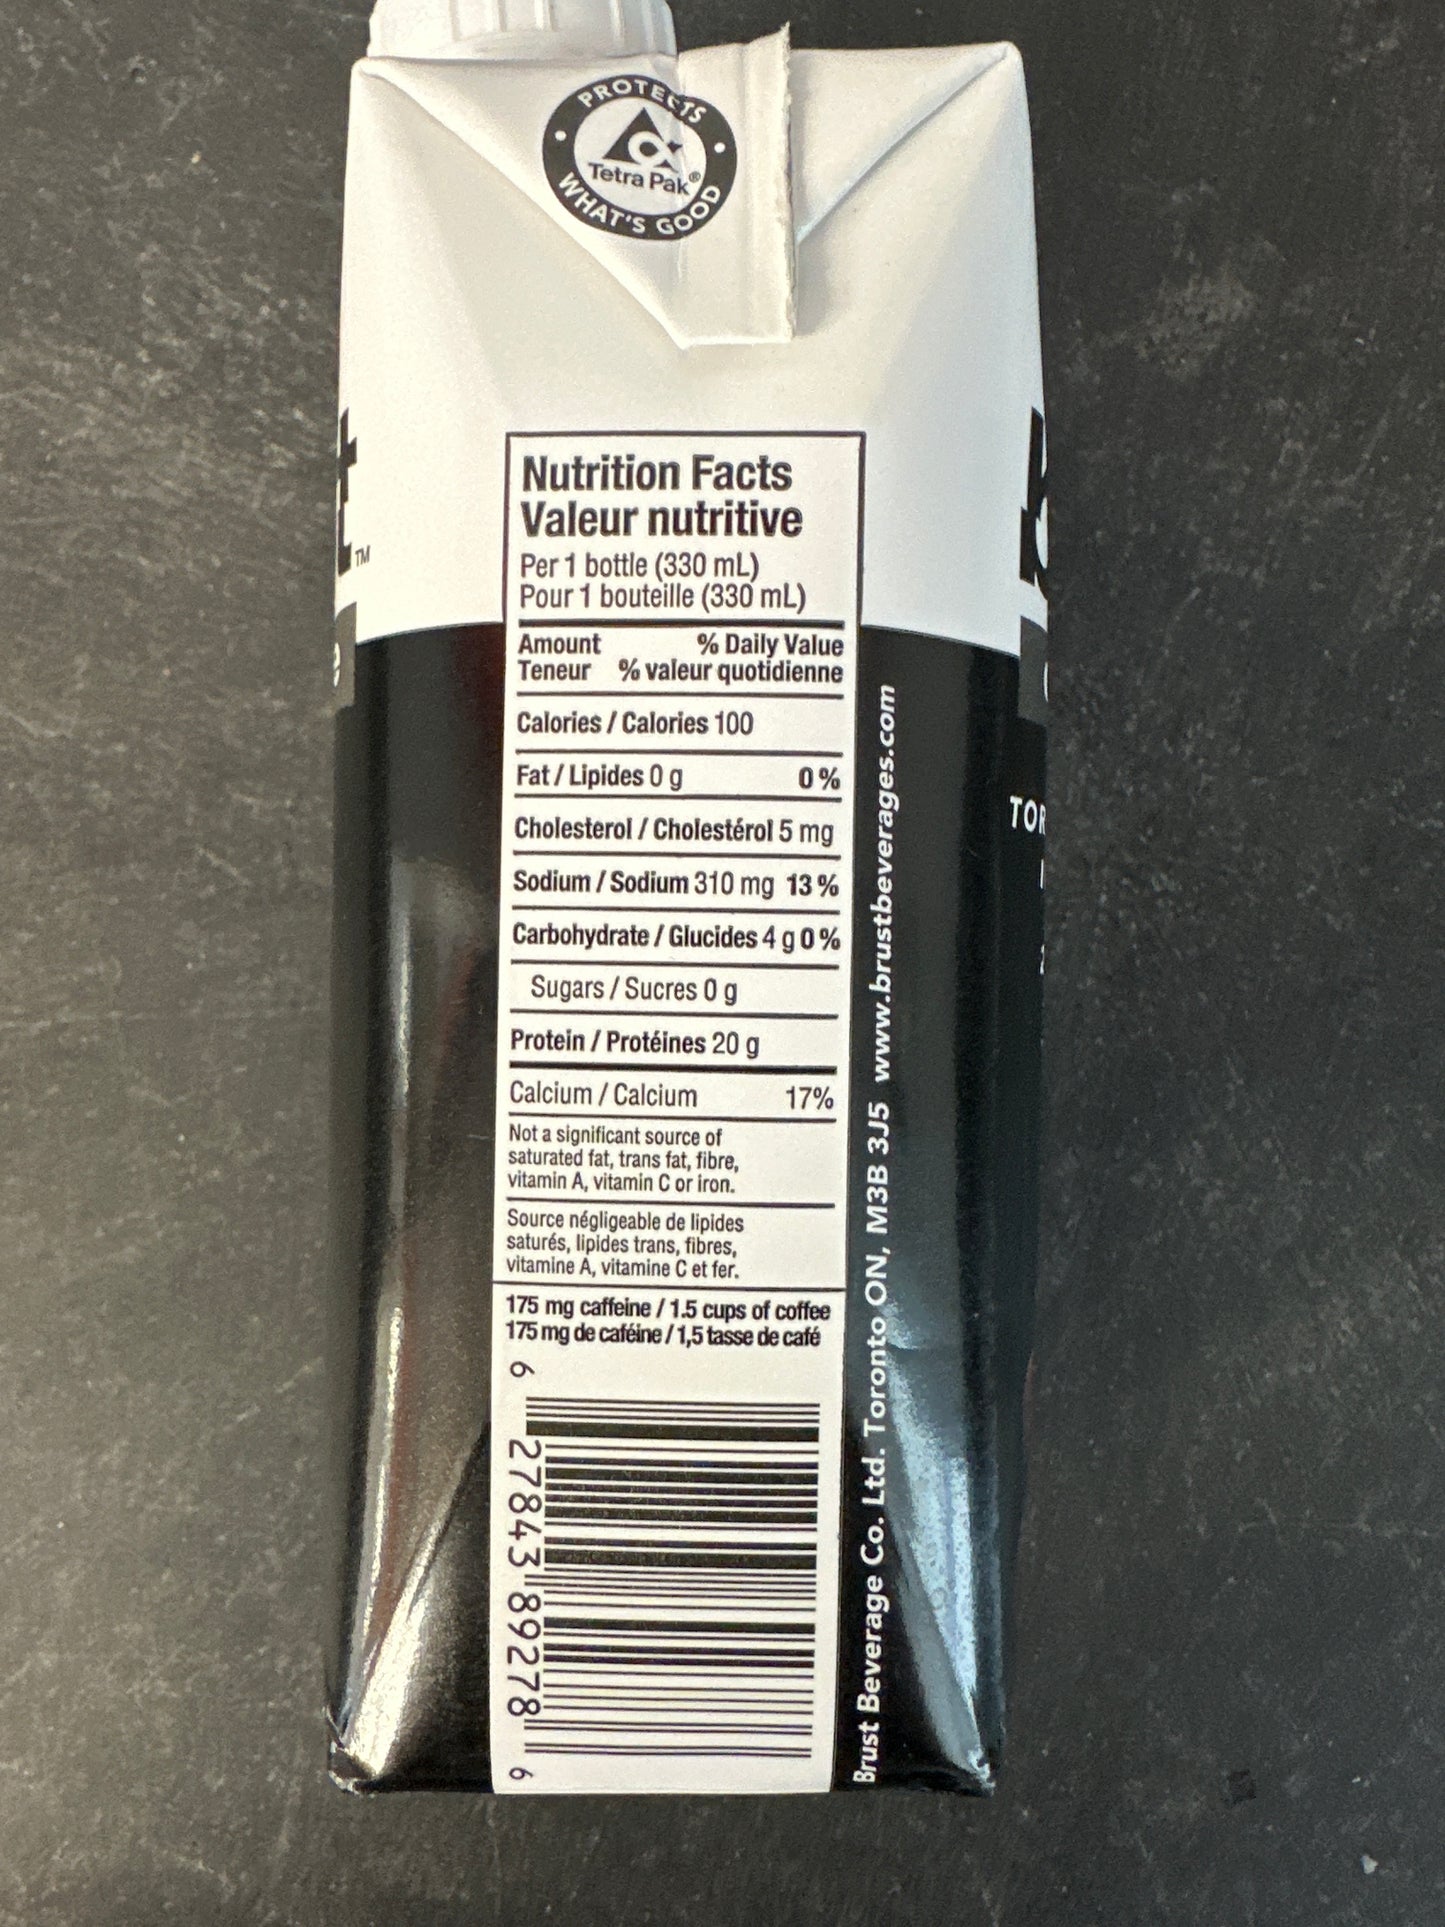 PROTECTS
Tetra Pak®
WHAT'S GOOD
Nutrition Facts
Valeur nutritive
Per 1 bottle (330 mL)
Pour 1 bouteille (330 mL)
Amount % Daily Value
Teneur % valeur quotidienne
Calories / Calories 100
Fat / Lipides 0 g 0 %
Cholesterol / Cholestérol 5 mg
Sodium / Sodium 310 mg 13 %
Carbohydrate / Glucides 4 g 0 %
Sugars / Sucres 0 g
Protein / Protéines 20 g
Calcium / Calcium 17%
Not a significant source of
saturated fat, trans fat, fibre,
vitamin A, vitamin C or iron.
Source négligeable de lipides
saturés, lipides trans, fibres,
vitamine A, vitamine C et fer.
175 mg caffeine / 1.5 cups of coffee
175 mg de caféine / 1,5 tasse de café
6 27843 89278 6
Brust Beverage Co. Ltd. Toronto ON, M3B 3J5 www.brustbeverages.com
t™
TOR